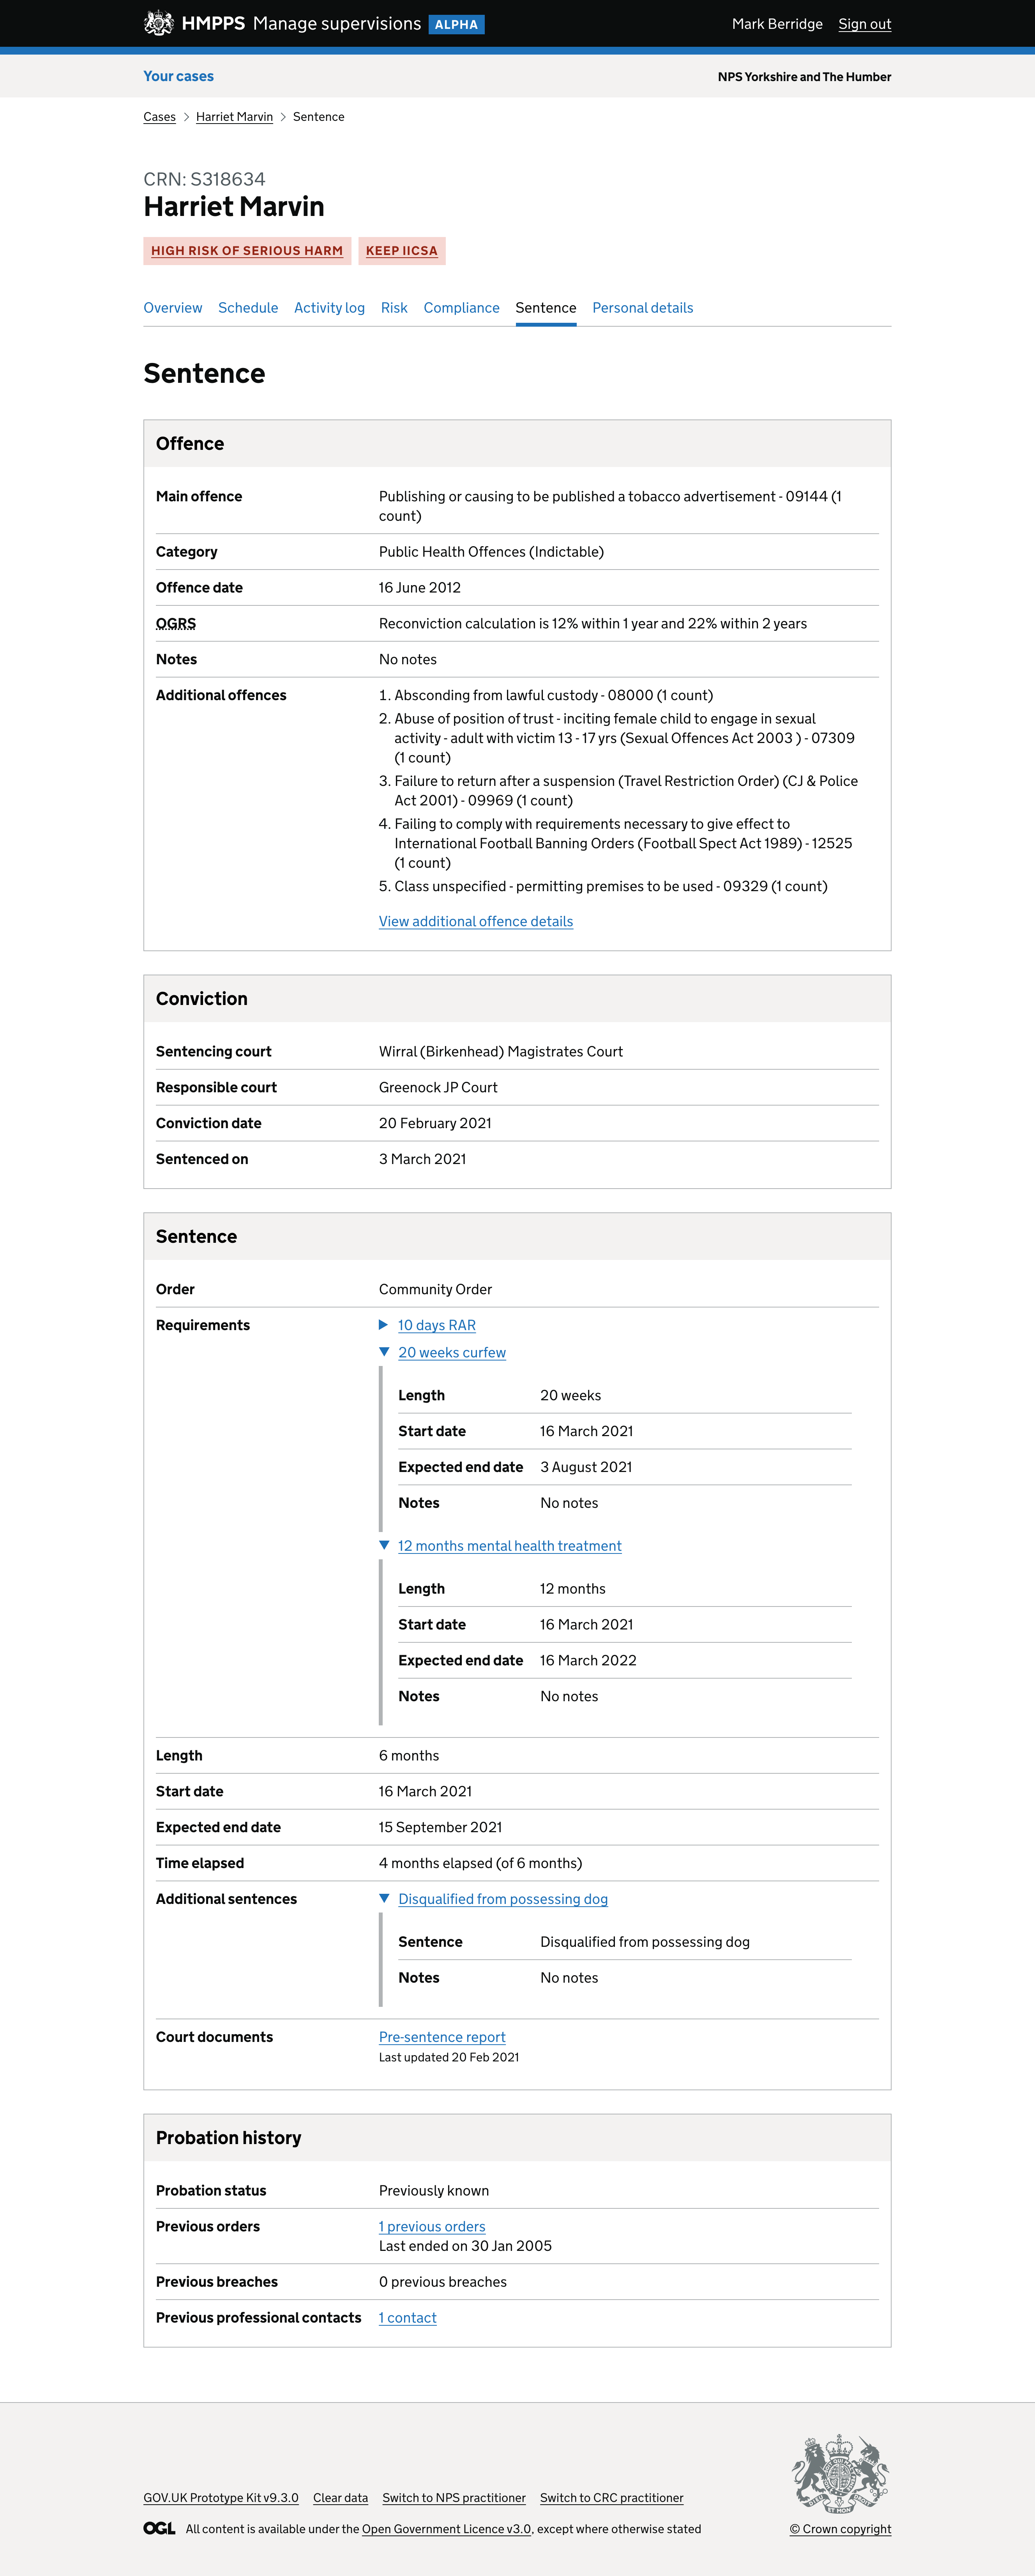 HMPPS Manage supervisions ALPHA
Mark Berridge Sign out
Your cases
NPS Yorkshire and The Humber
Cases Harriet Marvin Sentence
CRN: S318634
Harriet Marvin
HIGH RISK OF SERIOUS HARM KEEP IICSA
Overview Schedule Activity log Risk Compliance Sentence Personal details
Sentence
Offence
Main offence Publishing or causing to be published a tobacco advertisement - 09144 (1
count)
Category Public Health Offences (Indictable)
Offence date 16 June 2012
OGRS Reconviction calculation is 12% within 1 year and 22% within 2 years
Notes No notes
Additional offences 1. Absconding from lawful custody - 08000 (1 count)
2. Abuse of position of trust - inciting female child to engage in sexual
activity - adult with victim 13 - 17 yrs (Sexual Offences Act 2003 ) - 07309
(1 count)
3. Failure to return after a suspension (Travel Restriction Order) (CJ & Police
Act 2001) - 09969 (1 count)
4. Failing to comply with requirements necessary to give effect to
International Football Banning Orders (Football Spect Act 1989) - 12525
(1 count)
5. Class unspecified - permitting premises to be used - 09329 (1 count)
View additional offence details
Conviction
Sentencing court Wirral (Birkenhead) Magistrates Court
Responsible court Greenock JP Court
Conviction date 20 February 2021
Sentenced on 3 March 2021
Sentence
Order Community Order
Requirements 10 days RAR
20 weeks curfew
Length 20 weeks
Start date 16 March 2021
Expected end date 3 August 2021
Notes No notes
12 months mental health treatment
Length 12 months
Start date 16 March 2021
Expected end date 16 March 2022
Notes No notes
Length 6 months
Start date 16 March 2021
Expected end date 15 September 2021
Time elapsed 4 months elapsed (of 6 months)
Additional sentences Disqualified from possessing dog
Sentence Disqualified from possessing dog
Notes No notes
Court documents Pre-sentence report
Last updated 20 Feb 2021
Probation history
Probation status Previously known
Previous orders 1 previous orders
Last ended on 30 Jan 2005
Previous breaches 0 previous breaches
Previous professional contacts 1 contact
GOV.UK Prototype Kit v9.3.0 Clear data Switch to NPS practitioner Switch to CRC practitioner
OGL All content is available under the Open Government Licence v3.0, except where otherwise stated
© Crown copyright